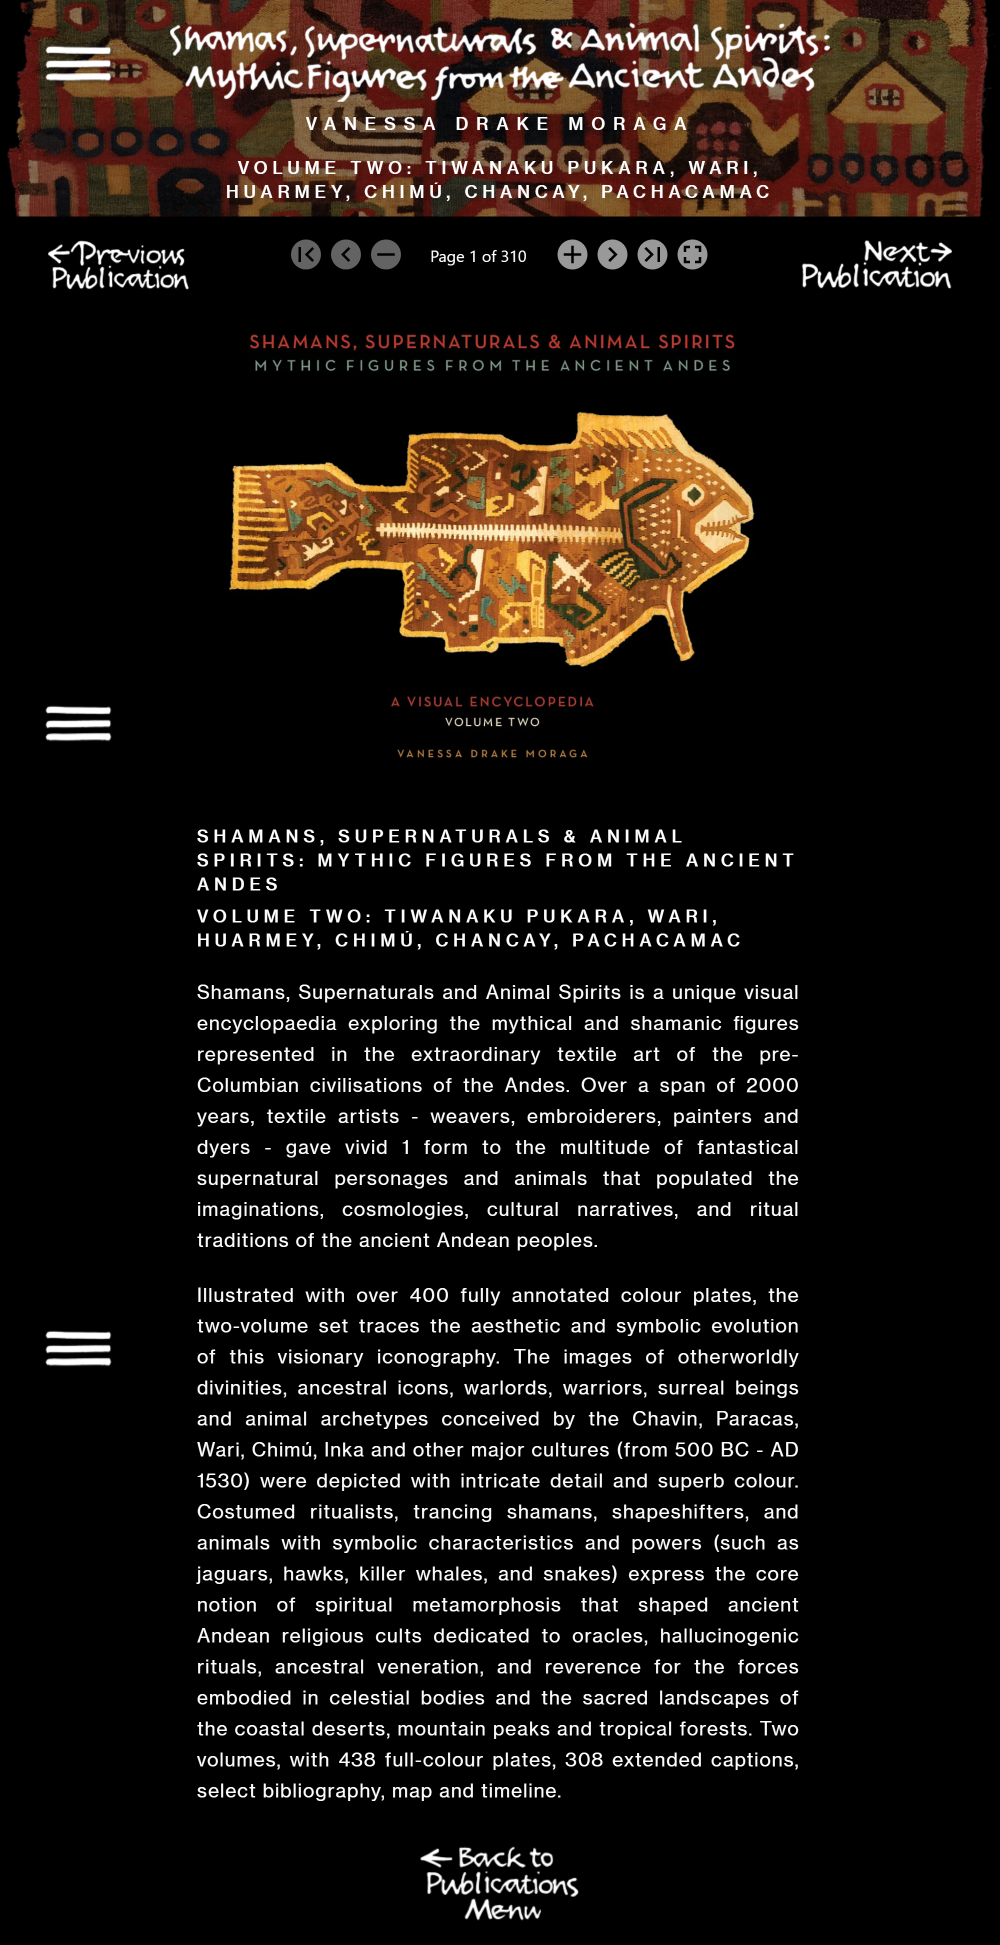 Shamas, Supernaturals & Animal Spirits:
Mythic Figures from the Ancient Andes
VANESSA DRAKE MORAGA
VOLUME TWO: TIWANAKU PUKARA, WARI,
HUARMEY, CHIMÚ, CHANCAY, PACHACAMAC
←Previous
Publication
Page 1 of 310
Next→
Publication
SHAMANS, SUPERNATURALS & ANIMAL SPIRITS
MYTHIC FIGURES FROM THE ANCIENT ANDES
A VISUAL ENCYCLOPEDIA
VOLUME TWO
VANESSA DRAKE MORAGA
SHAMANS, SUPERNATURALS & ANIMAL
SPIRITS: MYTHIC FIGURES FROM THE ANCIENT
ANDES
VOLUME TWO: TIWANAKU PUKARA, WARI,
HUARMEY, CHIMÚ, CHANCAY, PACHACAMAC
Shamans, Supernaturals and Animal Spirits is a unique visual
encyclopaedia exploring the mythical and shamanic figures
represented in the extraordinary textile art of the pre-
Columbian civilisations of the Andes. Over a span of 2000
years, textile artists - weavers, embroiderers, painters and
dyers - gave vivid 1 form to the multitude of fantastical
supernatural personages and animals that populated the
imaginations, cosmologies, cultural narratives, and ritual
traditions of the ancient Andean peoples.
Illustrated with over 400 fully annotated colour plates, the
two-volume set traces the aesthetic and symbolic evolution
of this visionary iconography. The images of otherworldly
divinities, ancestral icons, warlords, warriors, surreal beings
and animal archetypes conceived by the Chavin, Paracas,
Wari, Chimú, Inka and other major cultures (from 500 BC - AD
1530) were depicted with intricate detail and superb colour.
Costumed ritualists, trancing shamans, shapeshifters, and
animals with symbolic characteristics and powers (such as
jaguars, hawks, killer whales, and snakes) express the core
notion of spiritual metamorphosis that shaped ancient
Andean religious cults dedicated to oracles, hallucinogenic
rituals, ancestral veneration, and reverence for the forces
embodied in celestial bodies and the sacred landscapes of
the coastal deserts, mountain peaks and tropical forests. Two
volumes, with 438 full-colour plates, 308 extended captions,
select bibliography, map and timeline.
←Back to
Publications
Menu